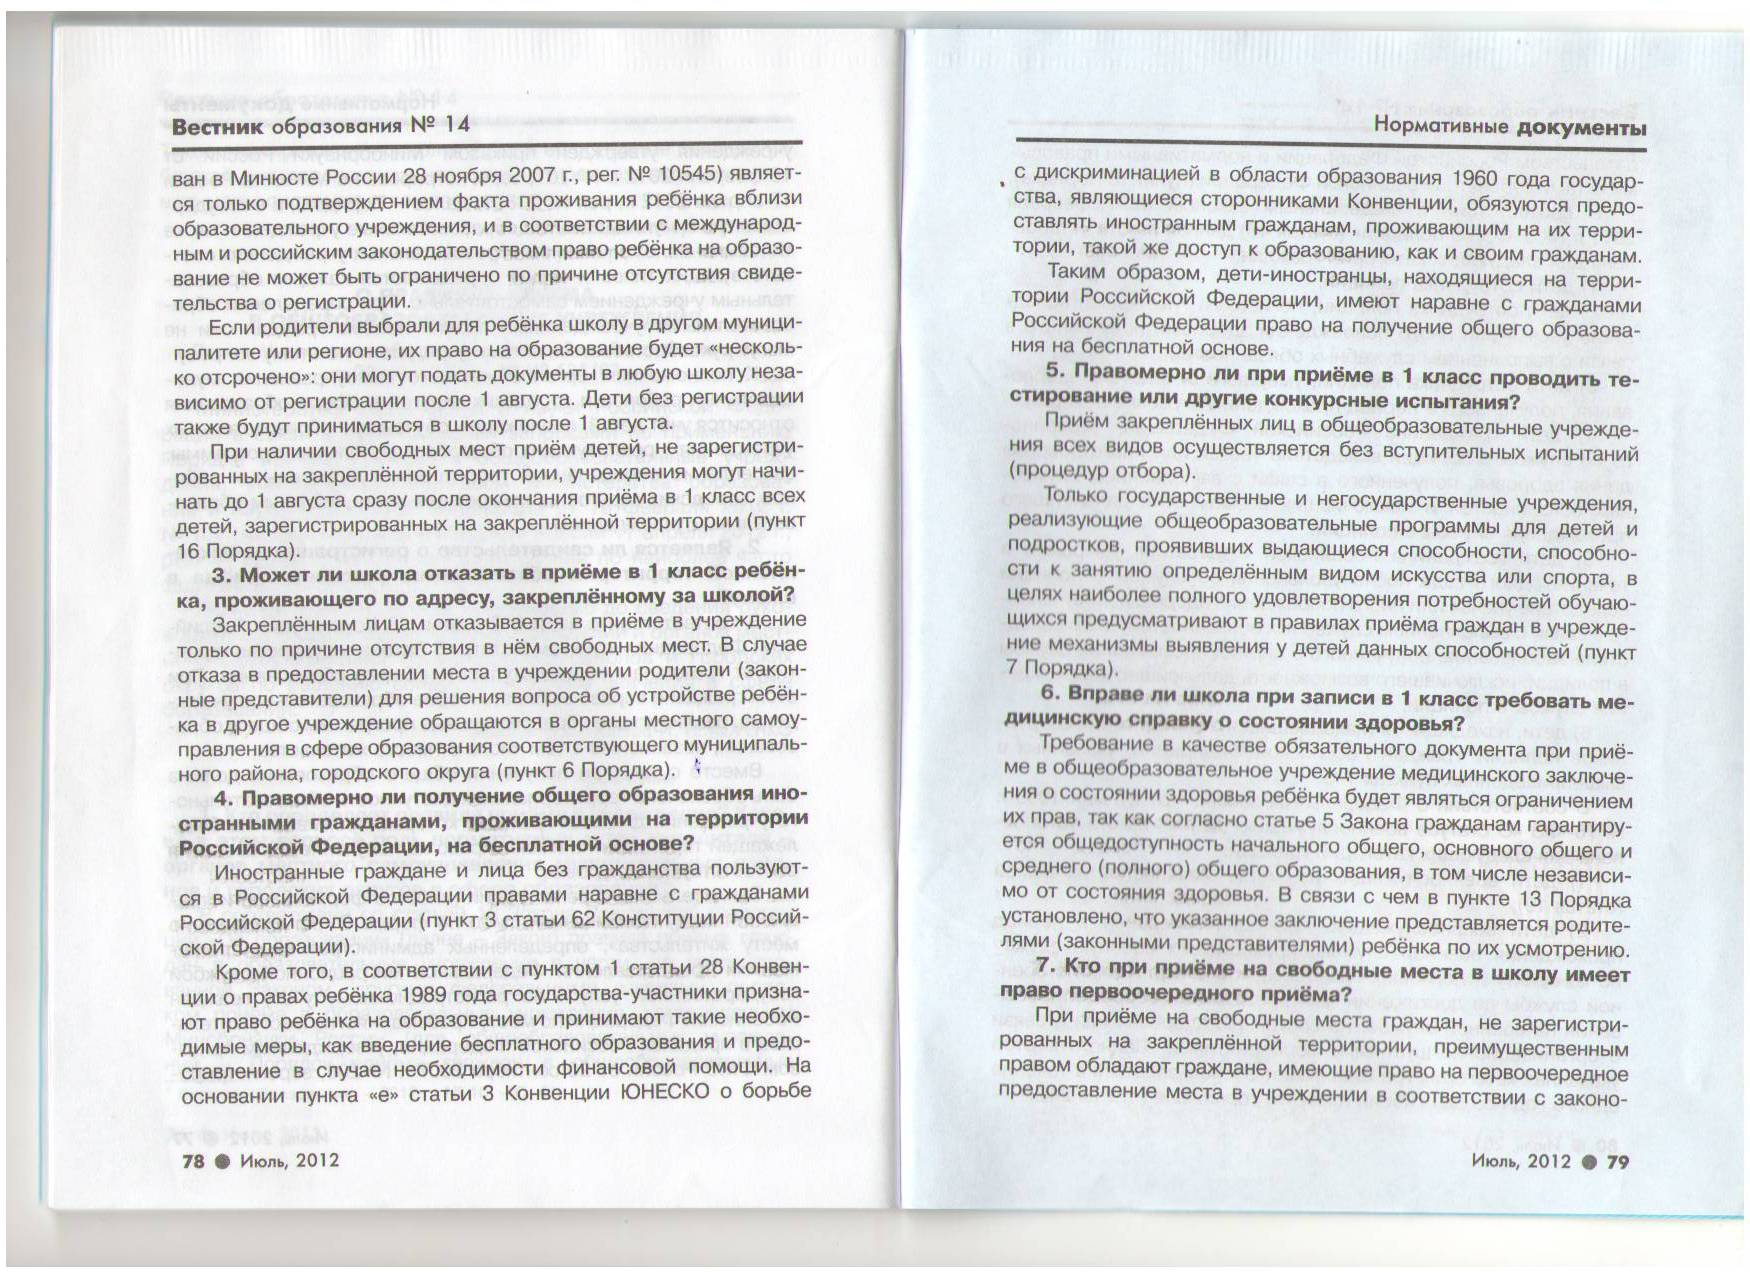 Вестник образования № 14
ван в Минюсте России 28 ноября 2007 г., рег. № 10545) являет-
ся только подтверждением факта проживания ребёнка вблизи
образовательного учреждения, и в соответствии с международ-
ным и российским законодательством право ребёнка на образо-
вание не может быть ограничено по причине отсутствия свиде-
тельства о регистрации.
Если родители выбрали для ребёнка школу в другом муници-
палитете или регионе, их право на образование будет «несколь-
ко отсрочено»: они могут подать документы в любую школу неза-
висимо от регистрации после 1 августа. Дети без регистрации
также будут приниматься в школу после 1 августа.
При наличии свободных мест приём детей, не зарегистри-
рованных на закреплённой территории, учреждения могут начи-
нать до 1 августа сразу после окончания приёма в 1 класс всех
детей, зарегистрированных на закреплённой территории (пункт
16 Порядка).
3. Может ли школа отказать в приёме в 1 класс ребён-
ка, проживающего по адресу, закреплённому за школой?
Закреплённым лицам отказывается в приёме в учреждение
только по причине отсутствия в нём свободных мест. В случае
отказа в предоставлении места в учреждении родители (закон-
ные представители) для решения вопроса об устройстве ребён-
ка в другое учреждение обращаются в органы местного самоу-
правления в сфере образования соответствующего муниципаль-
ного района, городского округа (пункт 6 Порядка).
4. Правомерно ли получение общего образования ино-
странными гражданами, проживающими на территории
Российской Федерации, на бесплатной основе?
Иностранные граждане и лица без гражданства пользуют-
ся в Российской Федерации правами наравне с гражданами
Российской Федерации (пункт 3 статьи 62 Конституции Россий-
ской Федерации).
Кроме того, в соответствии с пунктом 1 статьи 28 Конвен-
ции о правах ребёнка 1989 года государства-участники призна-
ют право ребёнка на образование и принимают такие необхо-
димые меры, как введение бесплатного образования и предо-
ставление в случае необходимости финансовой помощи. На
основании пункта «е» статьи 3 Конвенции ЮНЕСКО о борьбе
78 ● Июль, 2012
Нормативные документы
с дискриминацией в области образования 1960 года государ-
ства, являющиеся сторонниками Конвенции, обязуются предо-
ставлять иностранным гражданам, проживающим на их терри-
тории, такой же доступ к образованию, как и своим гражданам.
Таким образом, дети-иностранцы, находящиеся на терри-
тории Российской Федерации, имеют наравне с гражданами
Российской Федерации право на получение общего образова-
ния на бесплатной основе.
5. Правомерно ли при приёме в 1 класс проводить те-
стирование или другие конкурсные испытания?
Приём закреплённых лиц в общеобразовательные учрежде-
ния всех видов осуществляется без вступительных испытаний
(процедур отбора).
Только государственные и негосударственные учреждения,
реализующие общеобразовательные программы для детей и
подростков, проявивших выдающиеся способности, способно-
сти к занятию определённым видом искусства или спорта, в
целях наиболее полного удовлетворения потребностей обучаю-
щихся предусматривают в правилах приёма граждан в учрежде-
ние механизмы выявления у детей данных способностей (пункт
7 Порядка).
6. Вправе ли школа при записи в 1 класс требовать ме-
дицинскую справку о состоянии здоровья?
Требование в качестве обязательного документа при приё-
ме в общеобразовательное учреждение медицинского заключе-
ния о состоянии здоровья ребёнка будет являться ограничением
их прав, так как согласно статье 5 Закона гражданам гарантиру-
ется общедоступность начального общего, основного общего и
среднего (полного) общего образования, в том числе независи-
мо от состояния здоровья. В связи с чем в пункте 13 Порядка
установлено, что указанное заключение представляется родите-
лями (законными представителями) ребёнка по их усмотрению.
7. Кто при приёме на свободные места в школу имеет
право первоочередного приёма?
При приёме на свободные места граждан, не зарегистри-
рованных на закреплённой территории, преимущественным
правом обладают граждане, имеющие право на первоочередное
предоставление места в учреждении в соответствии с законо-
Июль, 2012 ● 79